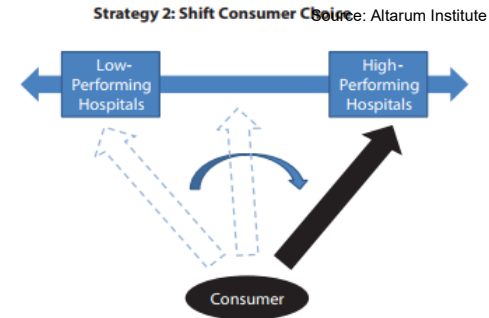 Strategy 2: Shift Consumer Choice
Source: Altarum Institute
Low-
Performing
Hospitals
High-
Performing
Hospitals
Consumer